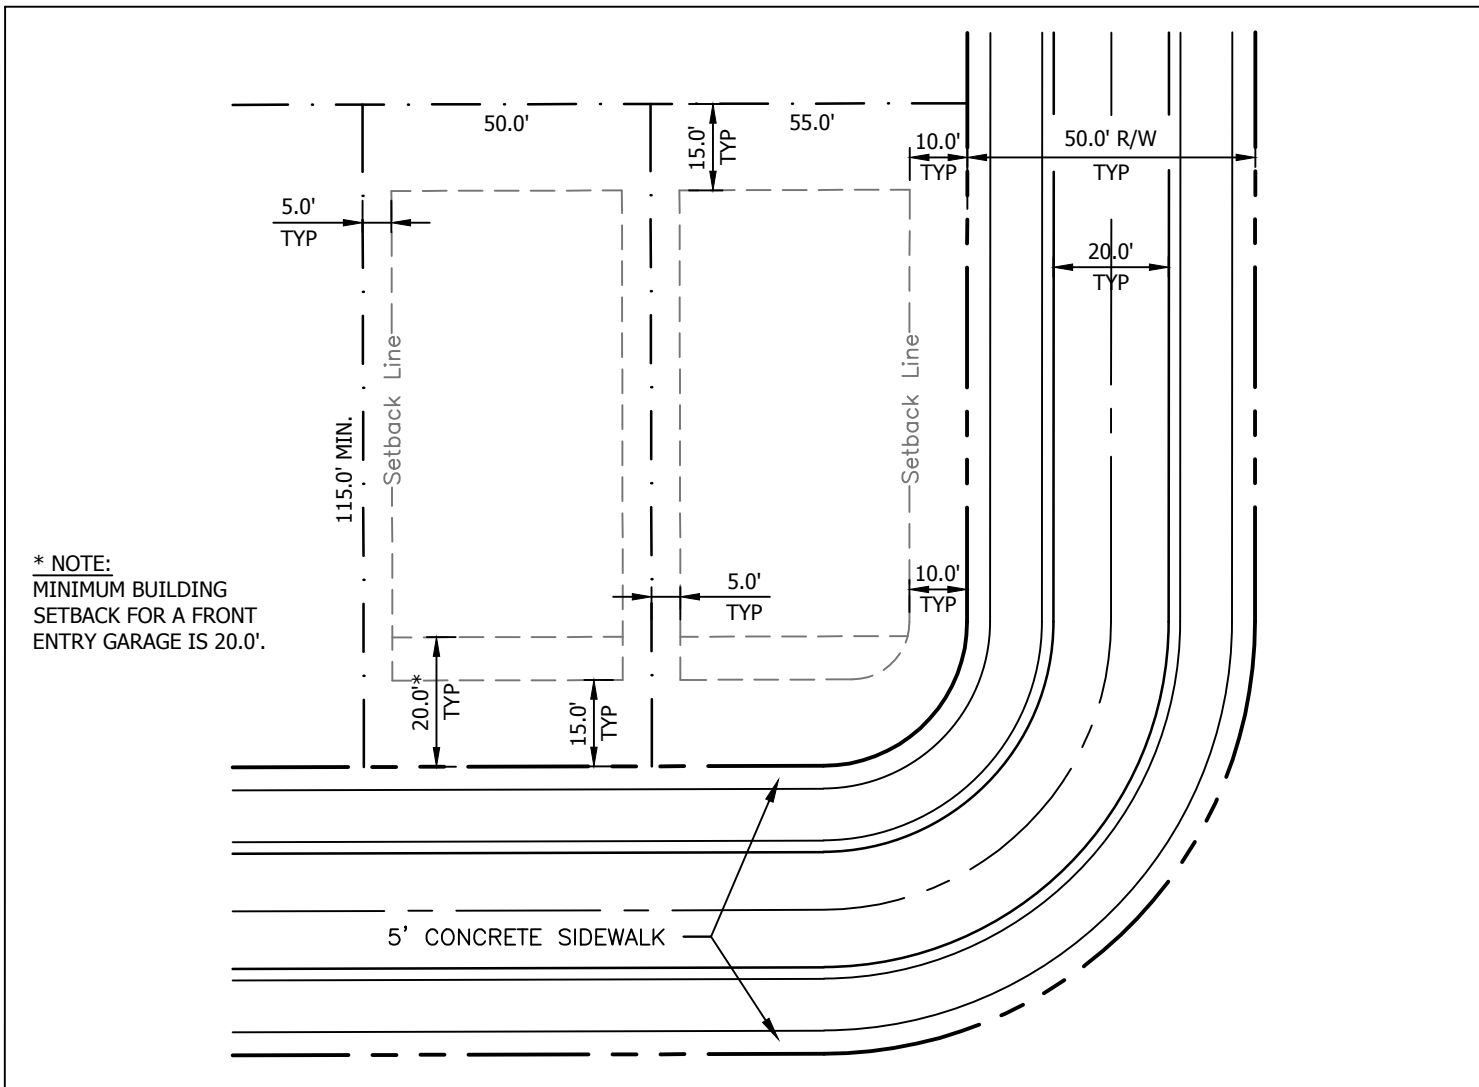 50.0'
55.0'
15.0'
TYP
10.0'
TYP
50.0' R/W
TYP
5.0'
TYP
20.0'
TYP
Setback Line
Setback Line
115.0' MIN.
* NOTE:
MINIMUM BUILDING
SETBACK FOR A FRONT
ENTRY GARAGE IS 20.0'.
5.0'
TYP
10.0'
TYP
20.0'*
TYP
15.0'
TYP
5' CONCRETE SIDEWALK